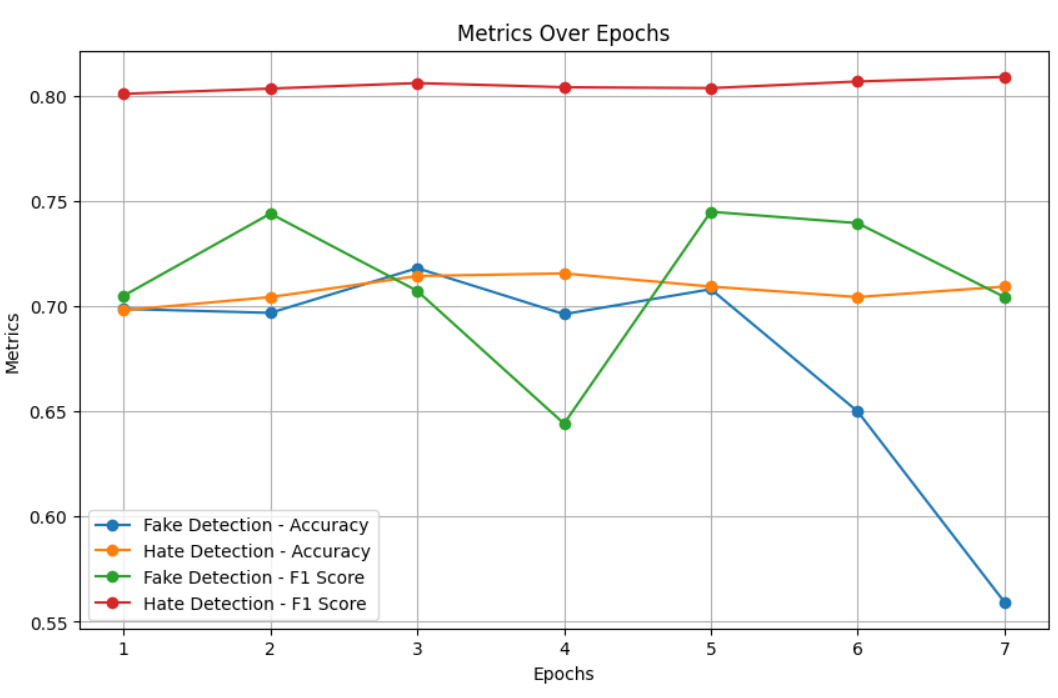 Metrics Over Epochs
Metrics
0.80
0.75
0.70
0.65
0.60
0.55
Fake Detection - Accuracy
Hate Detection - Accuracy
Fake Detection - F1 Score
Hate Detection - F1 Score
1 2 3 4 5 6 7
Epochs